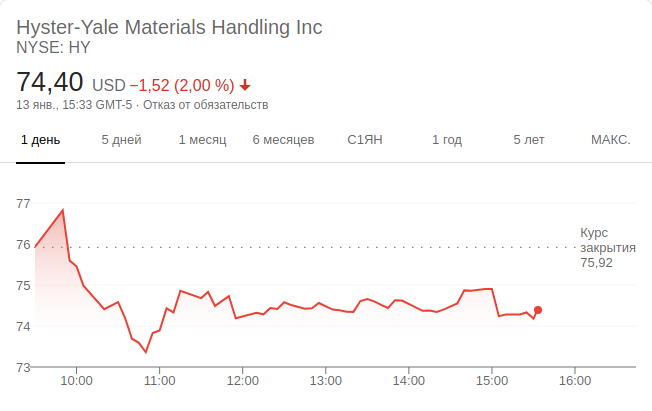 Hyster-Yale Materials Handling Inc
NYSE: HY
74,40 USD −1,52 (2,00 %)
13 янв., 15:33 GMT-5 · Отказ от обязательств
1 день 5 дней 1 месяц 6 месяцев С1ЯН 1 год 5 лет МАКС.
77
76
75
74
73
Курс
закрытия
75,92
10:00 11:00 12:00 13:00 14:00 15:00 16:00